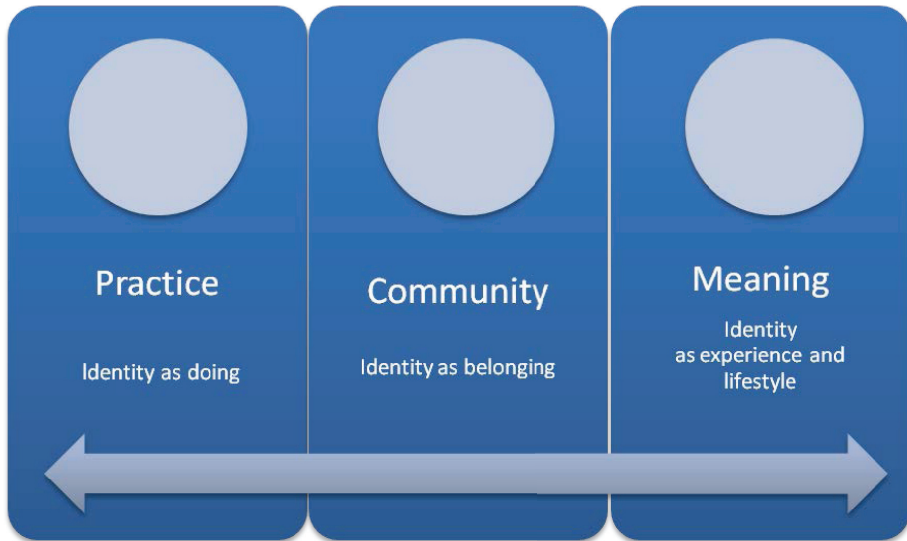 Practice
Identity as doing
Community
Identity as belonging
Meaning
Identity
as experience and
lifestyle